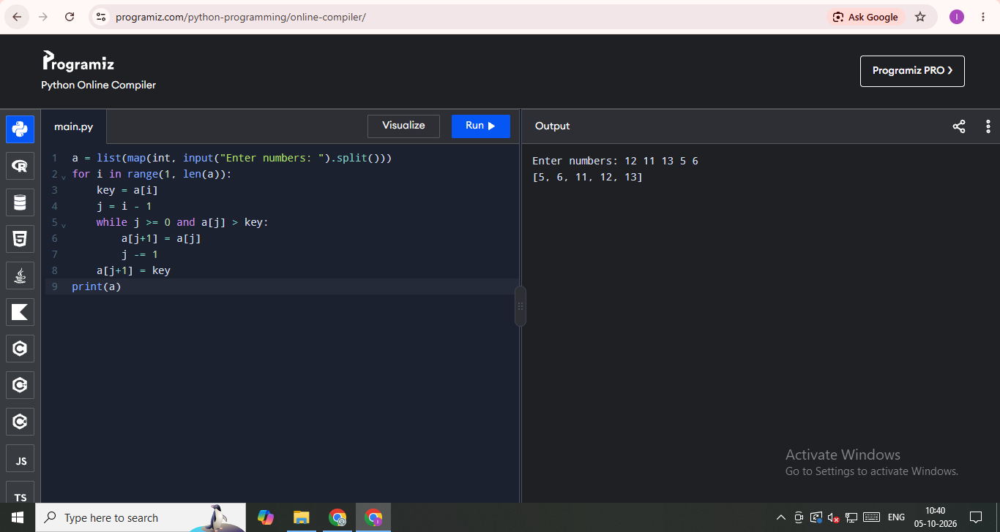 programiz.com/python-programming/online-compiler/
Ask Google
I
Programiz
Python Online Compiler
Programiz PRO
main.py
Visualize
Run
Output
1 a = list(map(int, input("Enter numbers: ").split()))
2 for i in range(1, len(a)):
3     key = a[i]
4     j = i - 1
5     while j >= 0 and a[j] > key:
6         a[j+1] = a[j]
7         j -= 1
8     a[j+1] = key
9 print(a)
Enter numbers: 12 11 13 5 6
[5, 6, 11, 12, 13]
JS
TS
Activate Windows
Go to Settings to activate Windows.
Type here to search
I
ENG
10:40
05-10-2026